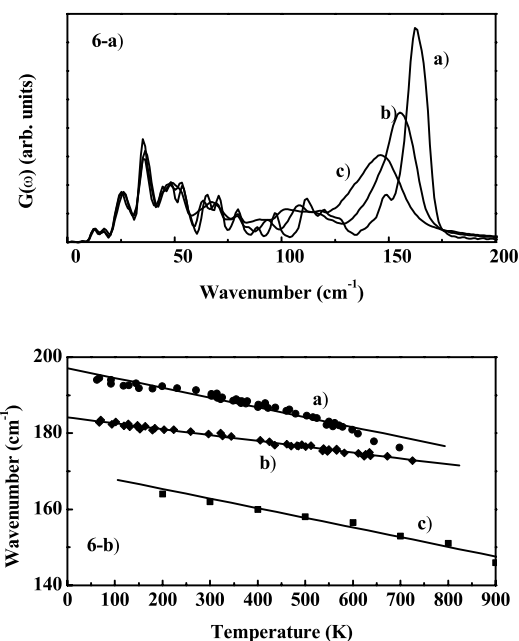 6-a)
a)
b)
c)
G(ω) (arb. units)
0 50 100 150 200
Wavenumber (cm-1)
200
180
160
140
Wavenumber (cm-1)
a)
b)
c)
6-b)
0 100 200 300 400 500 600 700 800 900
Temperature (K)